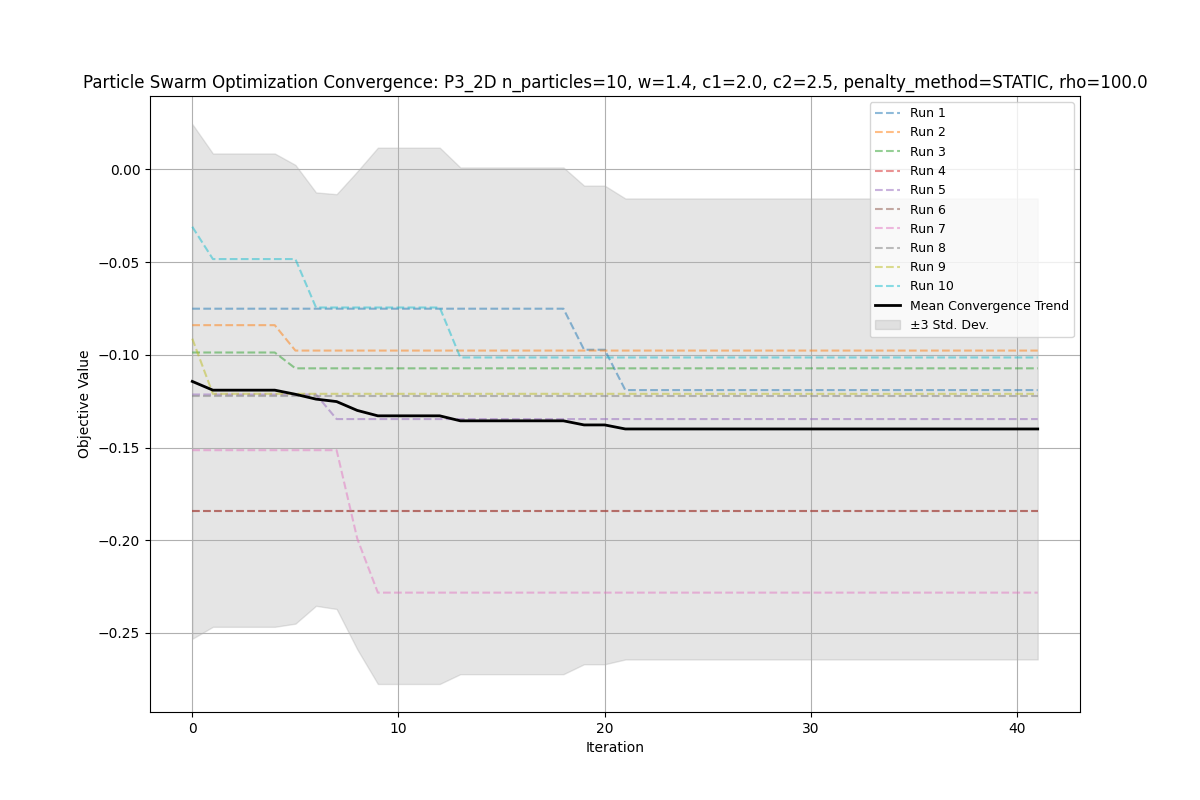 Particle Swarm Optimization Convergence: P3_2D n_particles=10, w=1.4, c1=2.0, c2=2.5, penalty_method=STATIC, rho=100.0
Run 1
Run 2
Run 3
Run 4
Run 5
Run 6
Run 7
Run 8
Run 9
Run 10
Mean Convergence Trend
±3 Std. Dev.
Objective Value
0.00
−0.05
−0.10
−0.15
−0.20
−0.25
0 10 20 30 40
Iteration